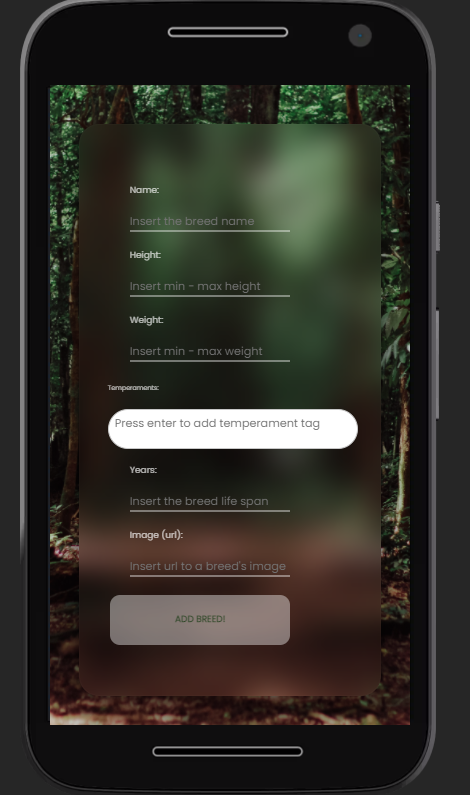 Name:
Insert the breed name
Height:
Insert min - max height
Weight:
Insert min - max weight
Temperaments:
Press enter to add temperament tag
Years:
Insert the breed life span
Image (url):
Insert url to a breed's image
ADD BREED!